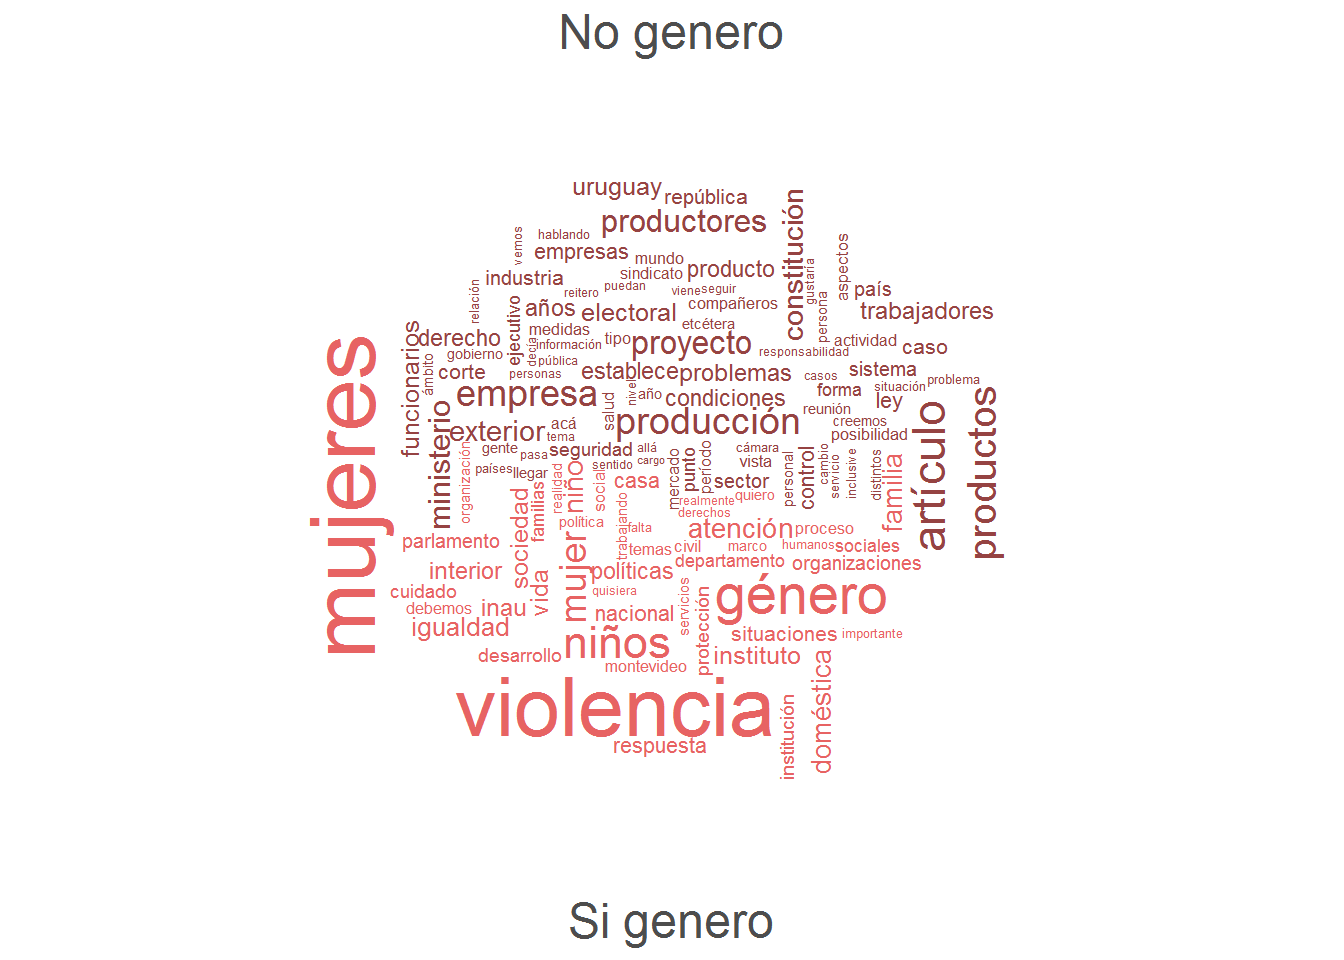 No genero
uruguay
república
productores
constitución
hablando
vemos
empresas
mundo
aspectos
sindicato
producto
gustaría
industria
puedan
viene
seguir
país
reitero
relación
años
compañeros
persona
trabajadores
electoral
ejecutivo
etcétera
medidas
derecho
funcionarios
decía
información
tipo
proyecto
actividad
responsabilidad
caso
gobierno
pública
mujeres
ámbito
corte
personas
establece
problemas
casos
sistema
empresa
nivel
año
condiciones
forma
situación
problema
ley
productos
reunión
salud
producción
artículo
ministerio
exterior
acá
creemos
tema
posibilidad
gente
pasa
seguridad
allá
cámara
organización
países
llegar
sentido
cargo
mercado
punto
período
vista
personal
control
cambio
servicio
inclusive
distintos
familia
realidad
niño
social
casa
sector
quiero
sociedad
familias
realmente
derechos
política
trabajando
falta
atención
proceso
parlamento
mujer
temas
civil
marco
humanos
sociales
interior
vida
políticas
departamento
organizaciones
cuidado
quisiera
servicios
género
debemos
inau
nacional
protección
igualdad
niños
situaciones
importante
desarrollo
montevideo
instituto
doméstica
violencia
institución
respuesta
Si genero